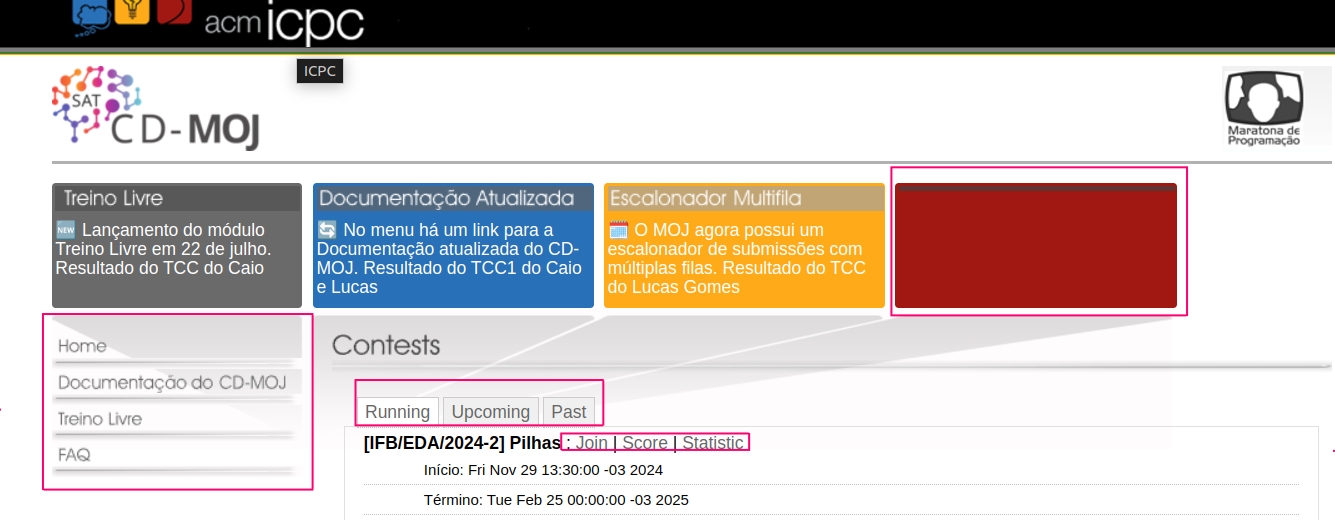 acm icpc
ICPC
SAT
CD-MOJ
Maratona de
Programação
Treino Livre
NEW Lançamento do módulo
Treino Livre em 22 de julho.
Resultado do TCC do Caio
Documentação Atualizada
No menu há um link para a
Documentação atualizada do CD-
MOJ. Resultado do TCC1 do Caio
e Lucas
Escalonador Multifila
O MOJ agora possui um
escalonador de submissões com
múltiplas filas. Resultado do TCC
do Lucas Gomes
Home
Documentação do CD-MOJ
Treino Livre
FAQ
Contests
Running Upcoming Past
[IFB/EDA/2024-2] Pilhas : Join | Score | Statistic
Início: Fri Nov 29 13:30:00 -03 2024
Término: Tue Feb 25 00:00:00 -03 2025